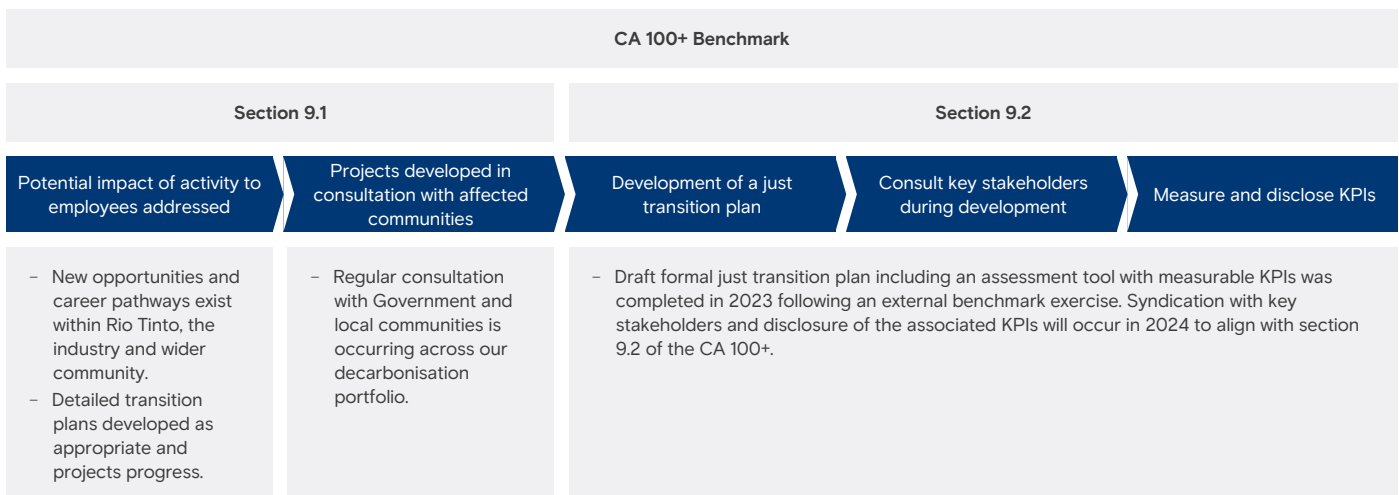 CA 100+ Benchmark
Section 9.1
Section 9.2
Potential impact of activity to
employees addressed
Projects developed in
consultation with affected
communities
Development of a just
transition plan
Consult key stakeholders
during development
Measure and disclose KPIs
– New opportunities and
career pathways exist
within Rio Tinto, the
industry and wider
community.
– Detailed transition
plans developed as
appropriate and
projects progress.
– Regular consultation
with Government and
local communities is
occurring across our
decarbonisation
portfolio.
– Draft formal just transition plan including an assessment tool with measurable KPIs was
completed in 2023 following an external benchmark exercise. Syndication with key
stakeholders and disclosure of the associated KPIs will occur in 2024 to align with section
9.2 of the CA 100+.